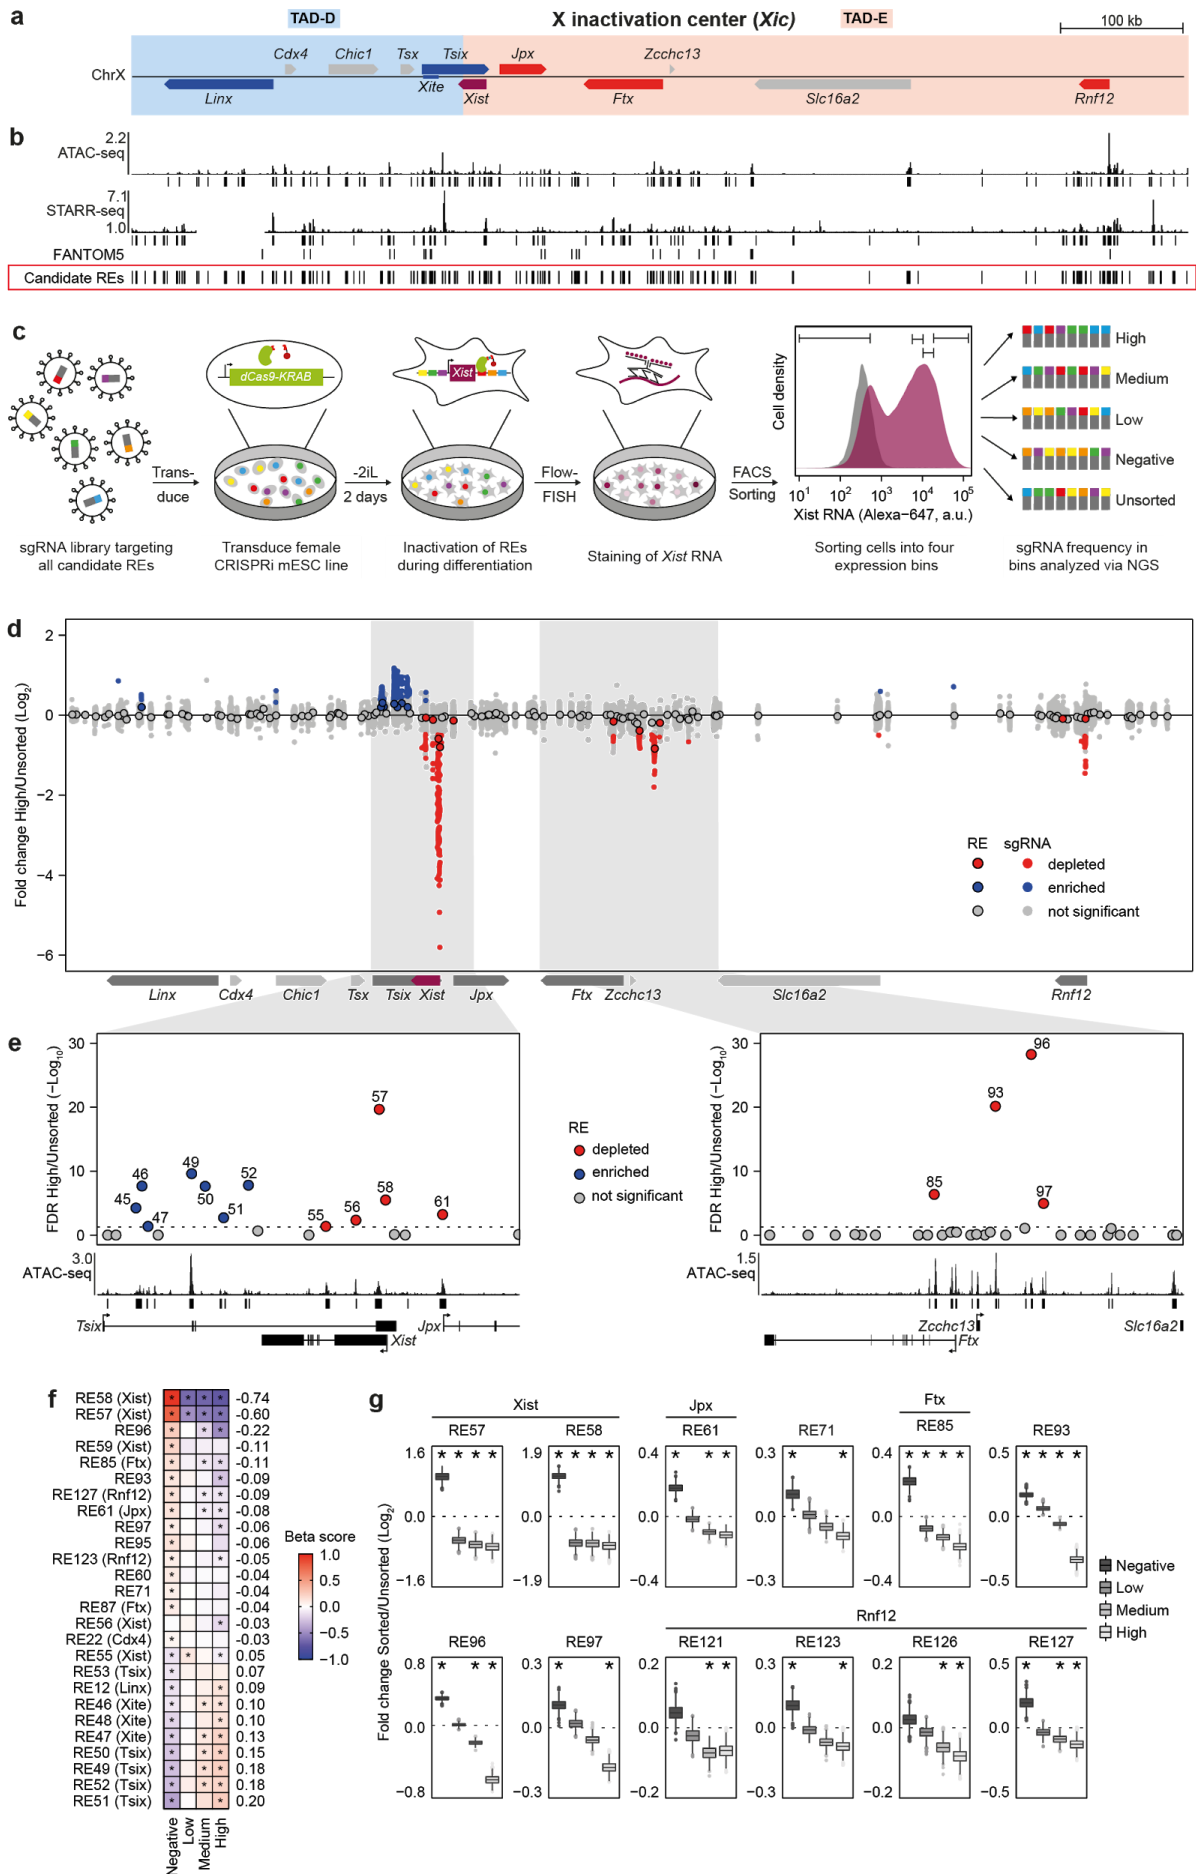 a
TAD-D
X inactivation center (Xic)
TAD-E
100 kb
Cdx4
Chic1
Tsx
Tsix
Jpx
Zcchc13
ChrX
Linx
Xite
Xist
Ftx
Slc16a2
Rnf12
b
2.2
ATAC-seq
7.1
STARR-seq
1.0
FANTOM5
Candidate REs
c
dCas9-KRAB
Xist
Trans-
duce
-2iL
2 days
Flow-
FISH
FACS
Sorting
Cell density
10^1 10^2 10^3 10^4 10^5
Xist RNA (Alexa−647, a.u.)
High
Medium
Low
Negative
Unsorted
sgRNA library targeting
all candidate REs
Transduce female
CRISPRi mESC line
Inactivation of REs
during differentiation
Staining of Xist RNA
Sorting cells into four
expression bins
sgRNA frequency in
bins analyzed via NGS
d
Fold change High/Unsorted (Log2)
2
0
−2
−4
−6
RE sgRNA
depleted
enriched
not significant
Linx
Cdx4
Chic1
Tsx
Tsix
Xist
Jpx
Ftx
Zcchc13
Slc16a2
Rnf12
e
FDR High/Unsorted (−Log10)
30
20
10
0
45
46
47
49
50
51
52
55
56
57
58
61
3.0
ATAC-seq
Tsix
Jpx
Xist
RE
depleted
enriched
not significant
FDR High/Unsorted (−Log10)
30
20
10
0
85
93
96
97
1.5
ATAC-seq
Zcchc13
Slc16a2
Ftx
f
RE58 (Xist) * * * * -0.74
RE57 (Xist) * * * * -0.60
RE96 * * * -0.22
RE59 (Xist) * -0.11
RE85 (Ftx) * * * -0.11
RE93 * * -0.09
RE127 (Rnf12) * * * -0.09
RE61 (Jpx) * * * -0.08
RE97 * * -0.06
RE95 * -0.06
RE123 (Rnf12) * * -0.05
RE60 * -0.04
RE71 * -0.04
RE87 (Ftx) * -0.04
RE56 (Xist) * -0.03
RE22 (Cdx4) * -0.03
RE55 (Xist) * * * 0.05
RE53 (Tsix) * 0.07
RE12 (Linx) * * 0.09
RE46 (Xite) * * * 0.10
RE48 (Xite) * * 0.10
RE47 (Xite) * * * 0.13
RE50 (Tsix) * * * 0.15
RE49 (Tsix) * * * 0.18
RE52 (Tsix) * * * 0.18
RE51 (Tsix) * * 0.20
Negative
Low
Medium
High
Beta score
1.0
0.5
0.0
−0.5
−1.0
g
Fold change Sorted/Unsorted (Log2)
Xist
Jpx
Ftx
RE57
RE58
RE61
RE71
RE85
RE93
1.6
0.0
−1.6
* * * *
1.9
0.0
−1.9
* * * *
0.4
0.0
−0.4
* * *
0.3
0.0
−0.3
* *
0.4
0.0
−0.4
* * * *
0.5
0.0
−0.5
* * * *
Rnf12
RE96
RE97
RE121
RE123
RE126
RE127
0.8
0.0
−0.8
* * *
0.3
0.0
−0.3
* *
0.2
0.0
−0.2
* *
0.3
0.0
−0.3
* *
0.2
0.0
−0.2
* *
0.5
0.0
−0.5
* * *
Negative
Low
Medium
High